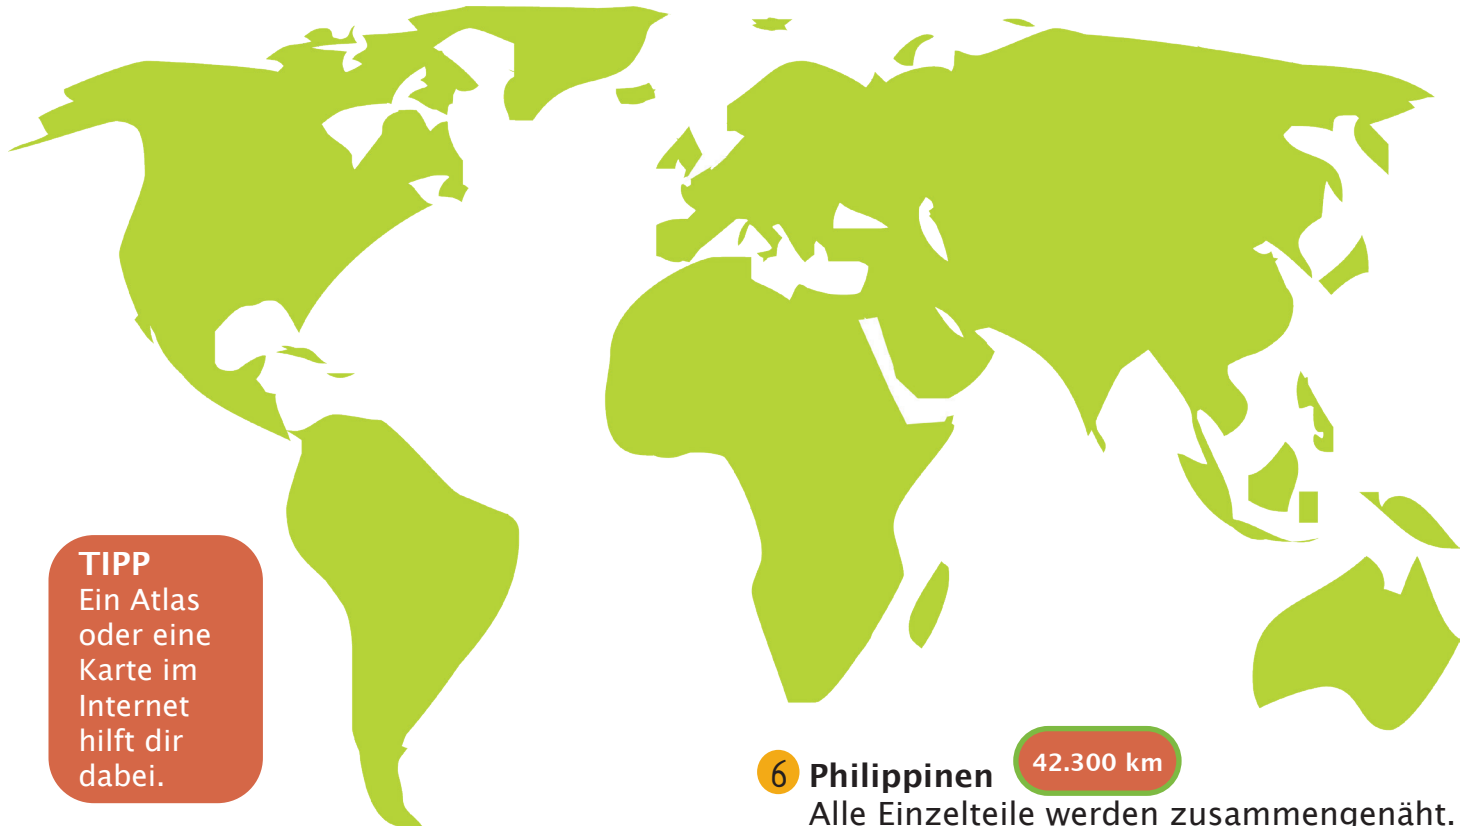 TIPP
Ein Atlas
oder eine
Karte im
Internet
hilft dir
dabei.
6 Philippinen 42.300 km
Alle Einzelteile werden zusammengenäht.